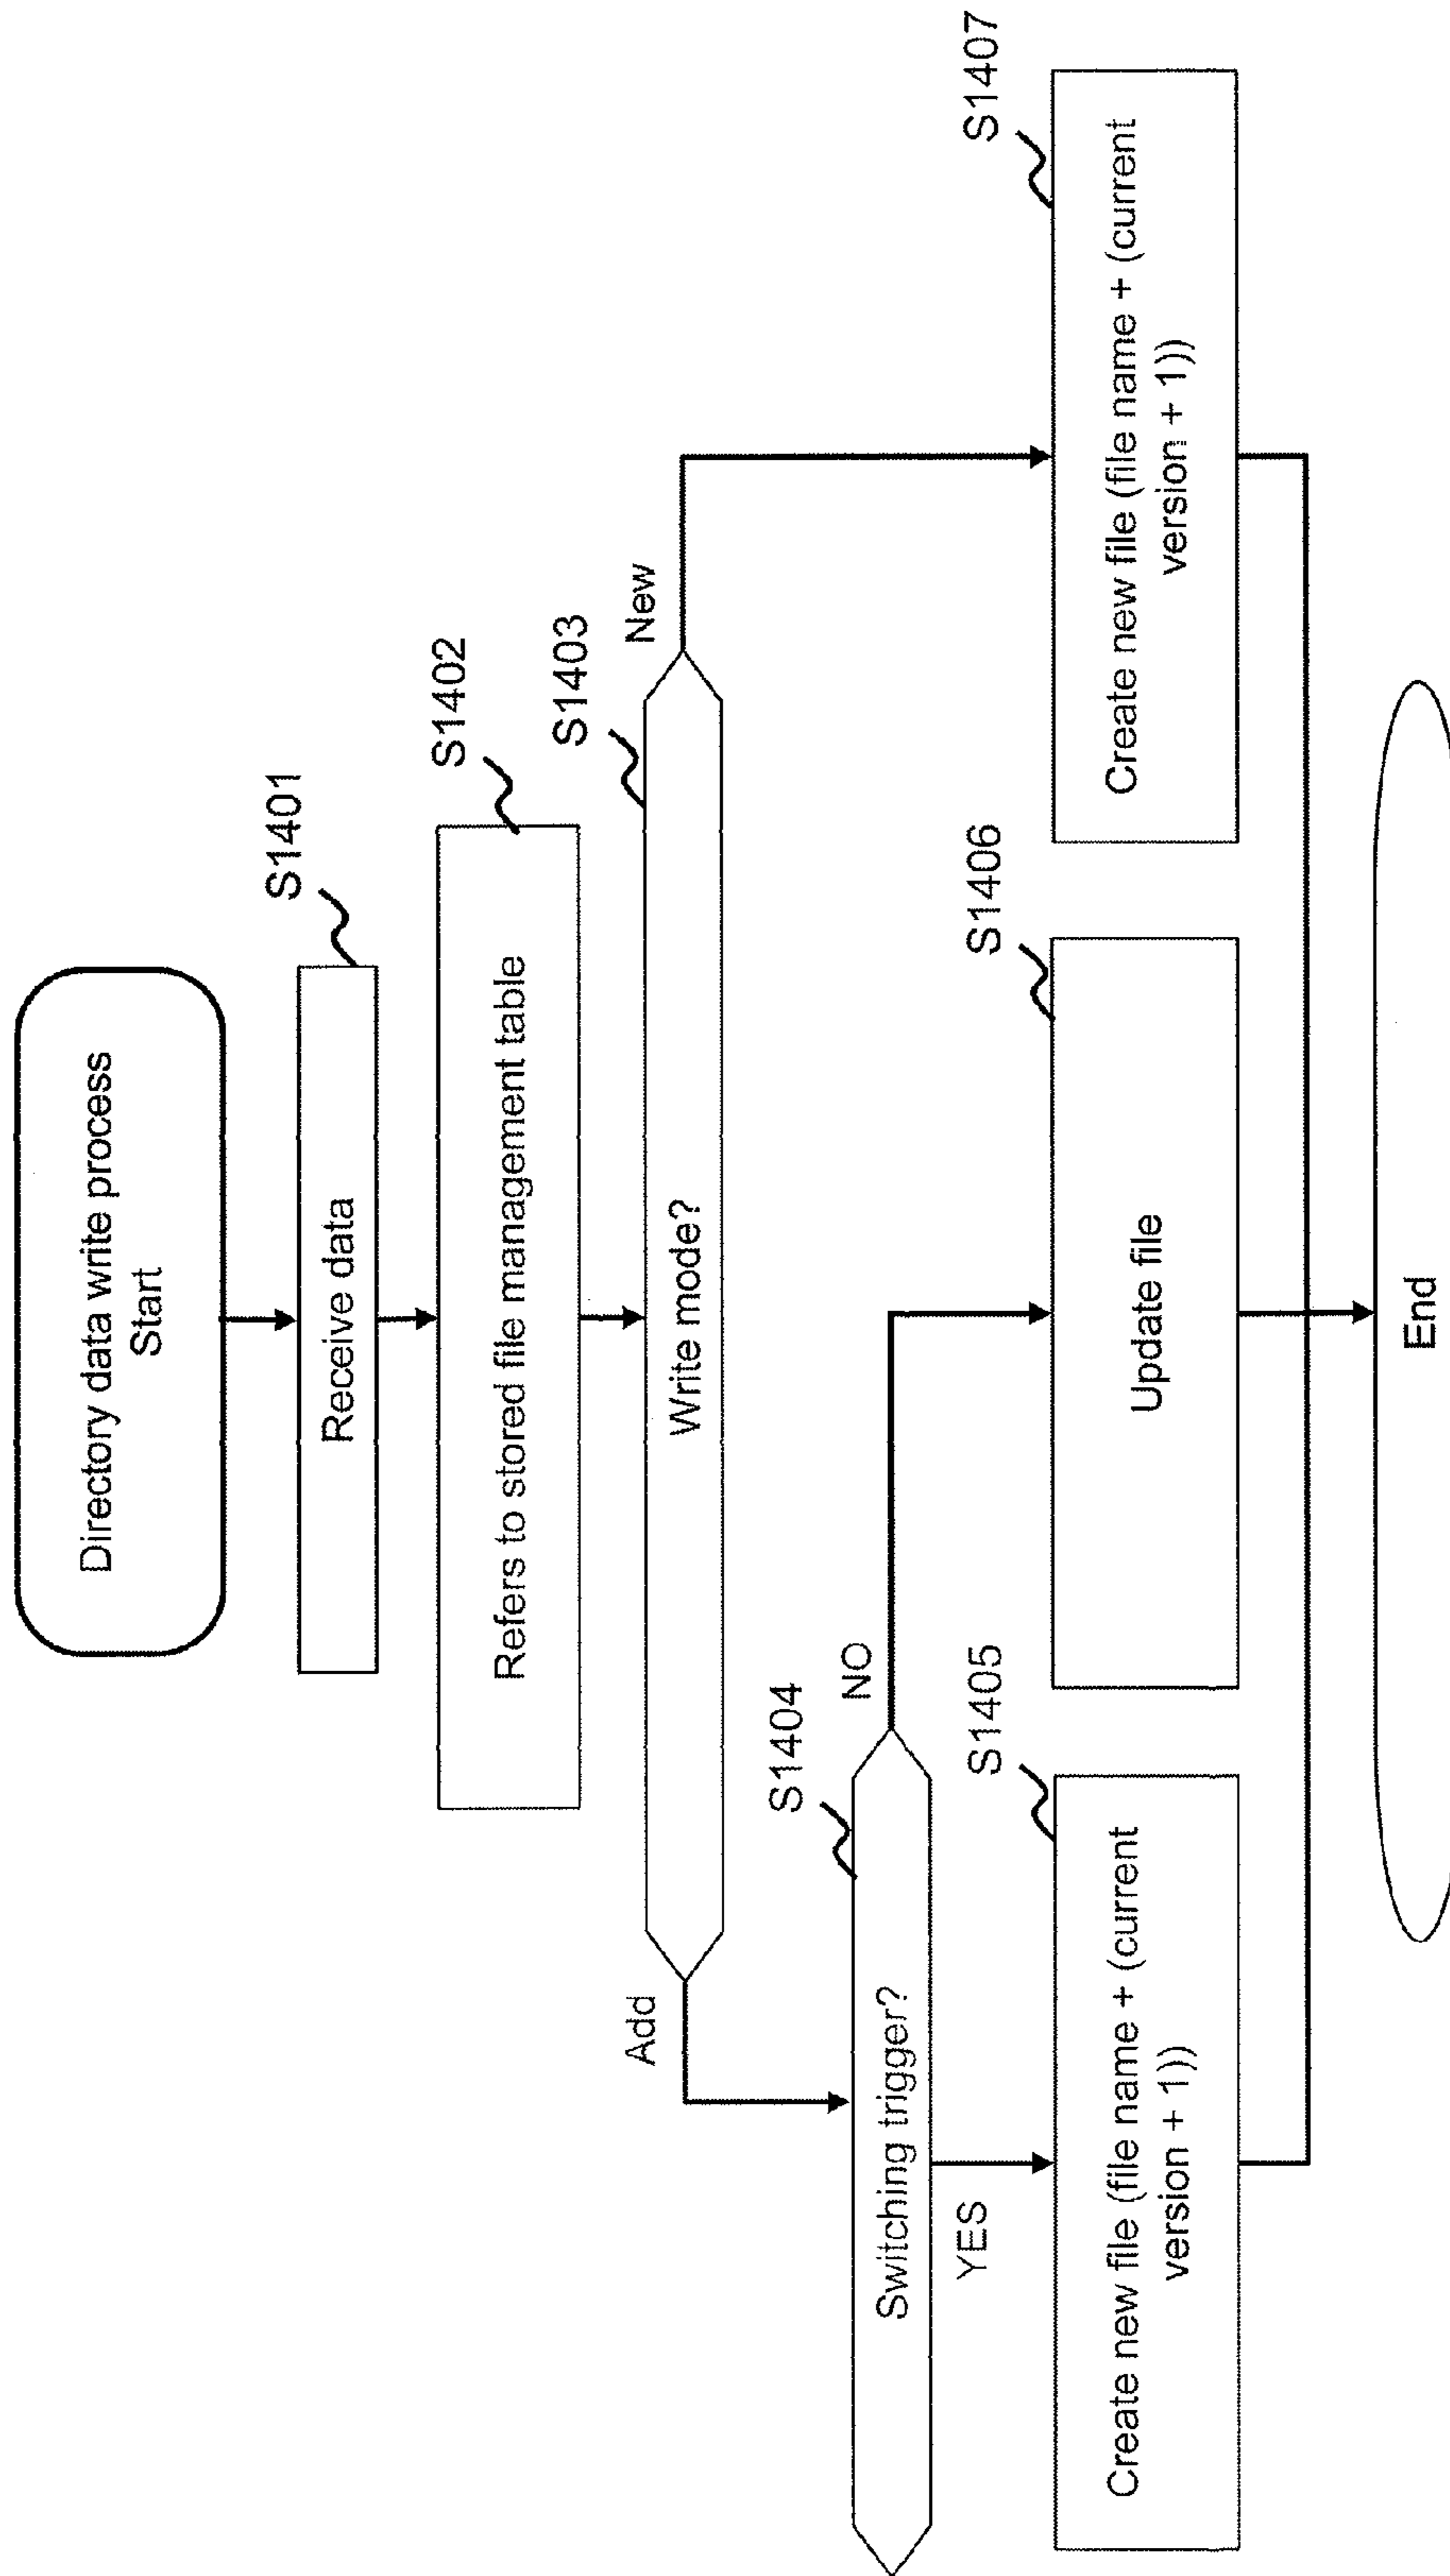 Directory data write process
Start
S1401
Receive data
S1402
Refers to stored file management table
S1403
Write mode?
Add
New
S1404
Switching trigger?
NO
YES
S1405
Create new file (file name + (current
version + 1))
S1406
Update file
S1407
Create new file (file name + (current
version + 1))
End